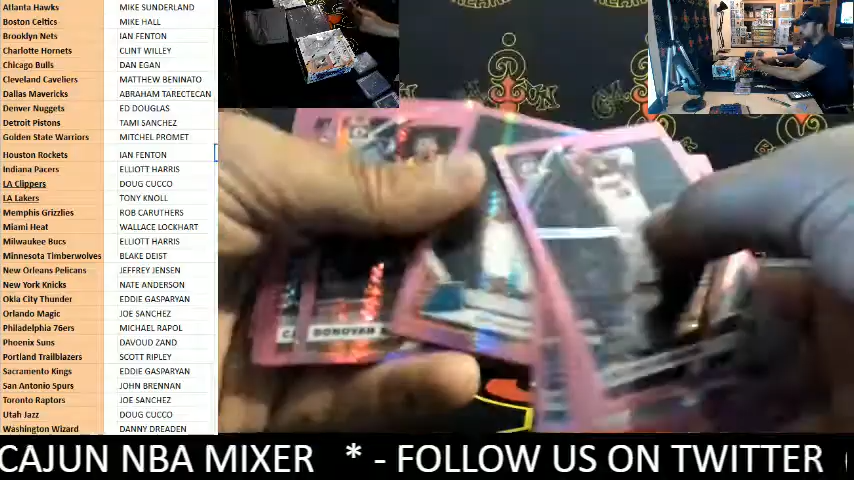 Atlanta Hawks MIKE SUNDERLAND
Boston Celtics MIKE HALL
Brooklyn Nets IAN FENTON
Charlotte Hornets CLINT WILLEY
Chicago Bulls DAN EGAN
Cleveland Cavaliers MATTHEW BENINATO
Dallas Mavericks ABRAHAM TARECTECAN
Denver Nuggets ED DOUGLAS
Detroit Pistons TAMI SANCHEZ
Golden State Warriors MITCHEL PROMET
Houston Rockets IAN FENTON
Indiana Pacers ELLIOTT HARRIS
LA Clippers DOUG CUCCO
LA Lakers TONY KNOLL
Memphis Grizzlies ROB CARUTHERS
Miami Heat WALLACE LOCKHART
Milwaukee Bucs ELLIOTT HARRIS
Minnesota Timberwolves BLAKE DEIST
New Orleans Pelicans JEFFREY JENSEN
New York Knicks NATE ANDERSON
Okla City Thunder EDDIE GASPARYAN
Orlando Magic JOE SANCHEZ
Philadelphia 76ers MICHAEL RAPOL
Phoenix Suns DAVOUD ZAND
Portland Trailblazers SCOTT RIPLEY
Sacramento Kings EDDIE GASPARYAN
San Antonio Spurs JOHN BRENNAN
Toronto Raptors JOE SANCHEZ
Utah Jazz DOUG CUCCO
Washington Wizard DANNY DREADEN
DONOVAN
CAJUN NBA MIXER * - FOLLOW US ON TWITTER